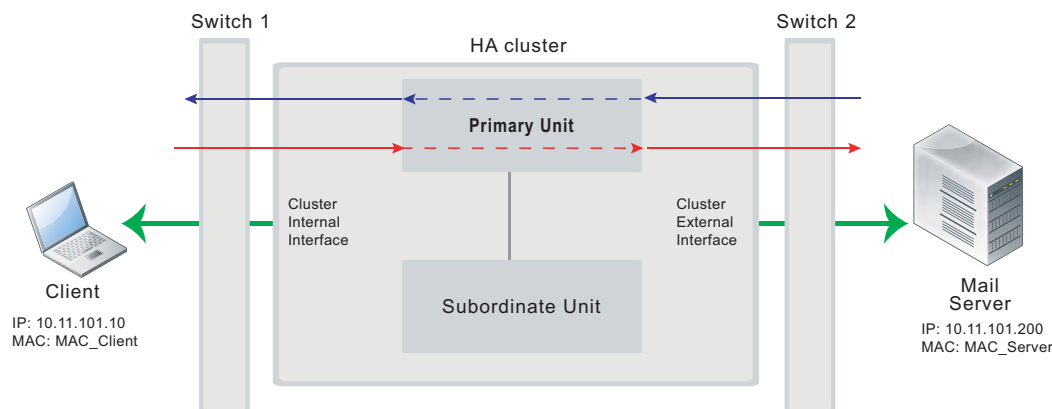 Switch 1
Switch 2
HA cluster
Primary Unit
Cluster
Internal
Interface
Cluster
External
Interface
Subordinate Unit
Client
IP: 10.11.101.10
MAC: MAC_Client
Mail
Server
IP: 10.11.101.200
MAC: MAC_Server